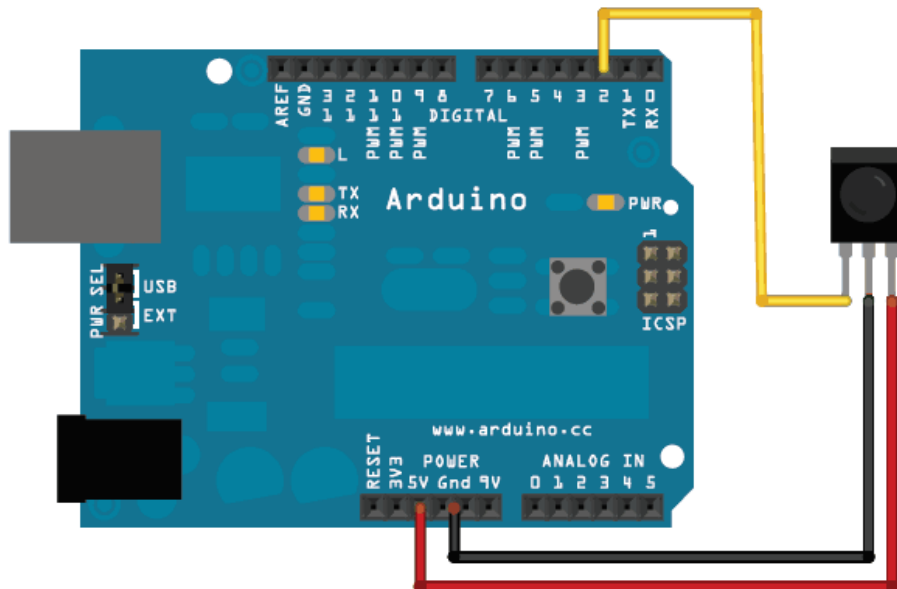 AREF
GND
13
12
11
10
9
8
7
6
5
4
3
2
1
0
DIGITAL
PWM
PWM
PWM
PWM
PWM
PWM
TX
RX
L
TX
RX
Arduino
PWR
1
ICSP
PWR SEL
USB
EXT
www.arduino.cc
POWER
ANALOG IN
RESET
3V3
5V Gnd 9V
0 1 2 3 4 5